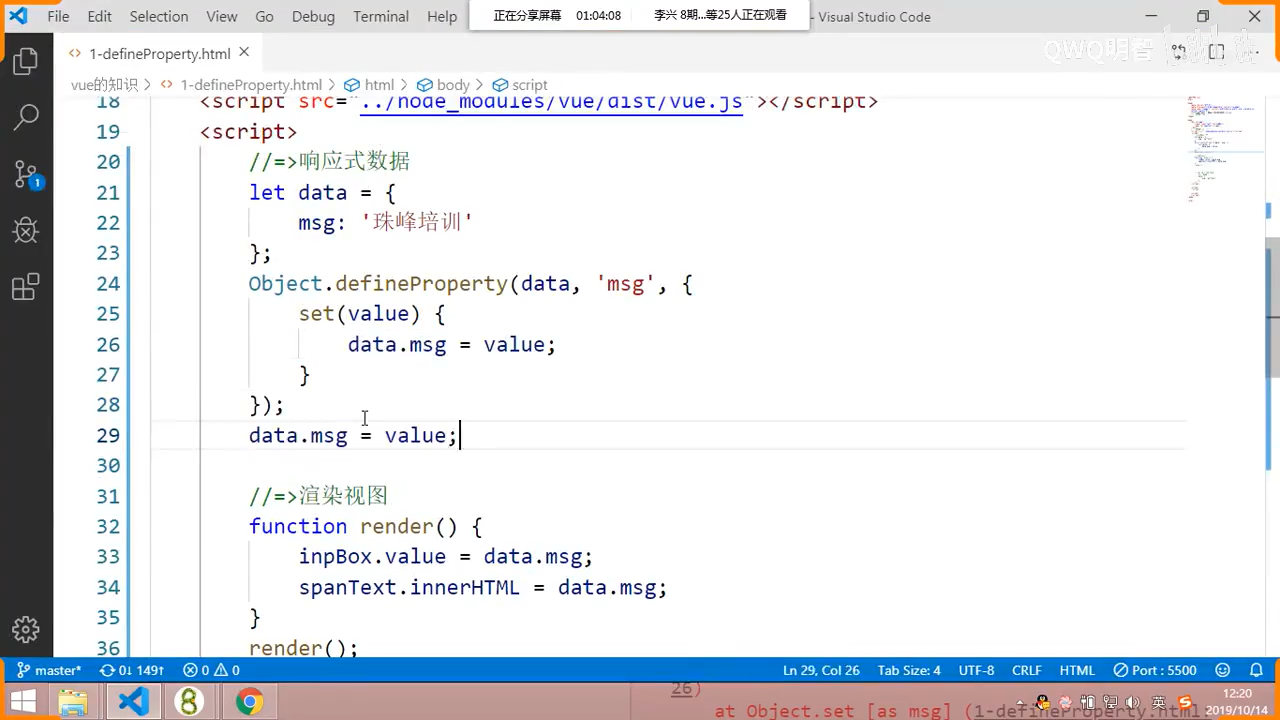 File Edit Selection View Go Debug Terminal Help
正在分享屏幕 01:04:08 李兴 8期...等25人正在观看
- Visual Studio Code
1-defineProperty.html
QWQ明智
vue的知识 > 1-defineProperty.html > html > body > script
18 <script src="../node_modules/vue/dist/vue.js"></script>
19 <script>
20 //=>响应式数据
21 let data = {
22 msg: '珠峰培训'
23 };
24 Object.defineProperty(data, 'msg', {
25 set(value) {
26 data.msg = value;
27 }
28 });
29 data.msg = value;
30
31 //=>渲染视图
32 function render() {
33 inpBox.value = data.msg;
34 spanText.innerHTML = data.msg;
35 }
36 render();
1
master* 0↓ 149↑ 0 0 Ln 29, Col 26 Tab Size: 4 UTF-8 CRLF HTML Port : 5500
26)
at Object.set [as msg] (1-defineProperty.html
英
12:20
2019/10/14